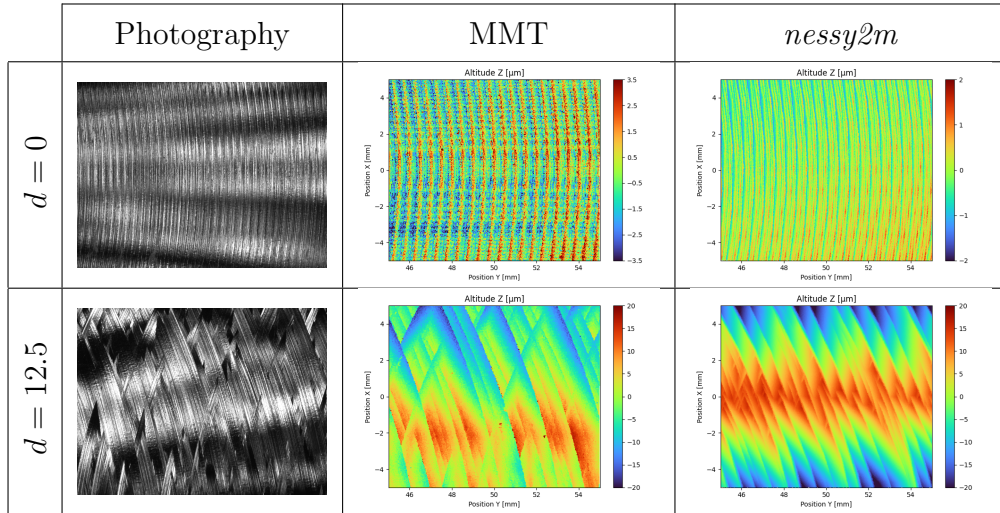 Photography MMT nessy2m
d = 0
Altitude Z [µm]
Position X [mm]
4
2
0
−2
−4
46 48 50 52 54
Position Y [mm]
3.5
2.5
1.5
0.5
−0.5
−1.5
−2.5
−3.5
Altitude Z [µm]
Position X [mm]
4
2
0
−2
−4
46 48 50 52 54
Position Y [mm]
2
1
0
−1
−2
d = 12.5
Altitude Z [µm]
Position X [mm]
4
2
0
−2
−4
46 48 50 52 54
Position Y [mm]
20
15
10
5
0
−5
−10
−15
−20
Altitude Z [µm]
Position X [mm]
4
2
0
−2
−4
46 48 50 52 54
Position Y [mm]
20
15
10
5
0
−5
−10
−15
−20